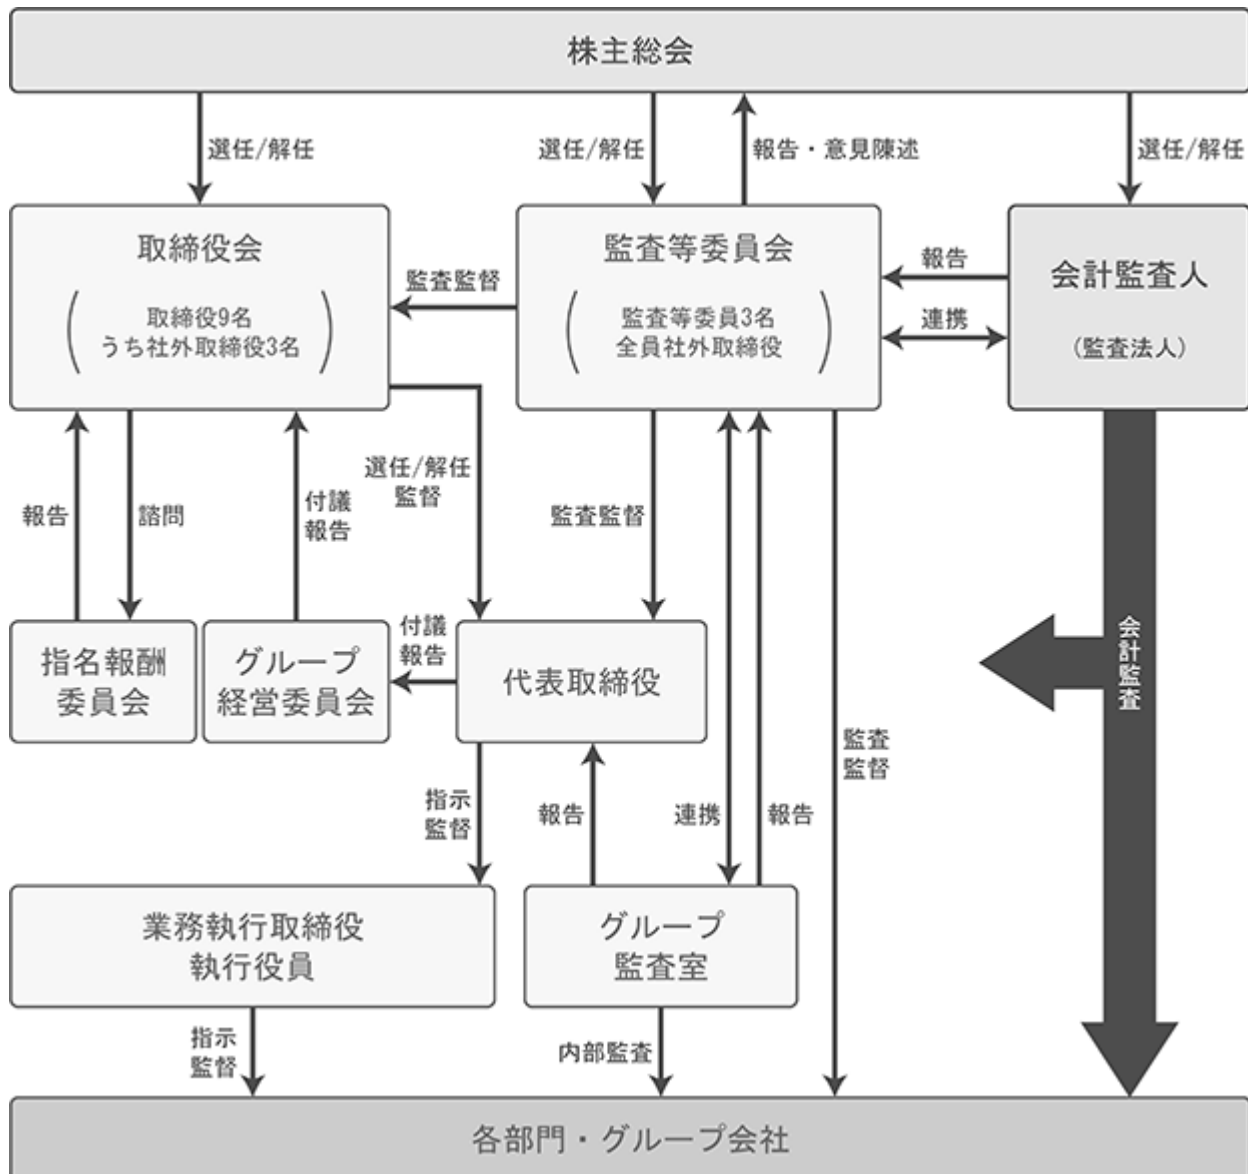 株主総会
選任/解任
選任/解任
報告・意見陳述
選任/解任
取締役会
取締役9名
うち社外取締役3名
監査監督
監査等委員会
監査等委員3名
全員社外取締役
報告
連携
会計監査人
(監査法人)
報告
諮問
付議
報告
選任/解任
監督
監査監督
指名報酬
委員会
グループ
経営委員会
付議
報告
代表取締役
会計監査
監査
監督
指示
監督
報告
連携
報告
業務執行取締役
執行役員
グループ
監査室
指示
監督
内部監査
各部門・グループ会社